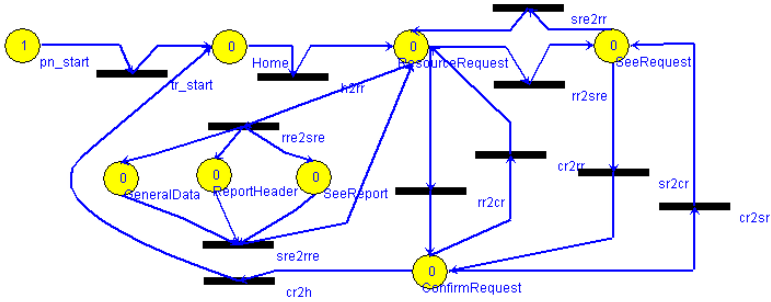 sre2rr
1
pn_start
0
Home
0
ResourceRequest
0
SeeRequest
tr_start
h2rr
rr2sre
rre2sre
0
GeneralData
0
ReportHeader
0
SeeReport
rr2cr
cr2rr
sr2cr
cr2sr
sre2rre
0
ConfirmRequest
cr2h